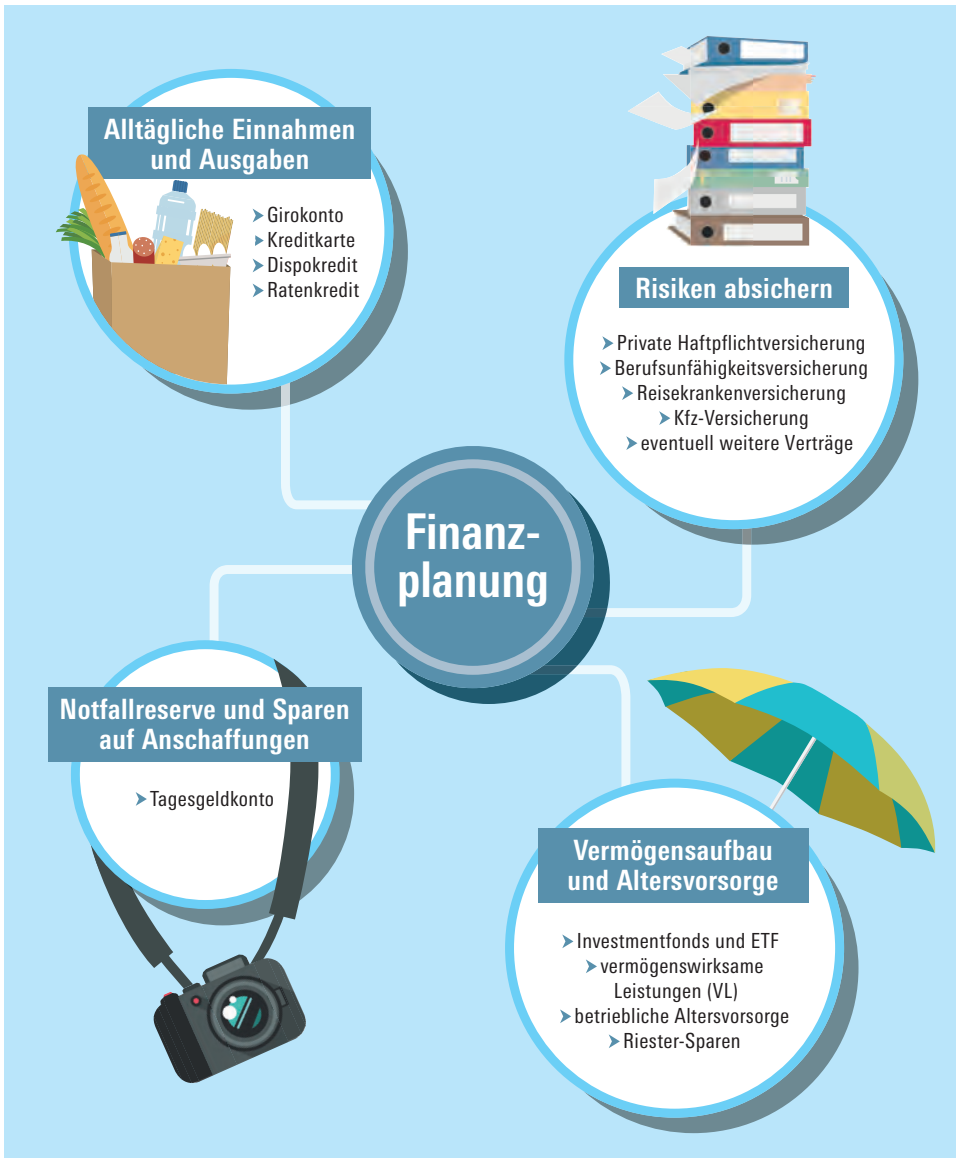 Alltägliche Einnahmen
und Ausgaben
➤ Girokonto
➤ Kreditkarte
➤ Dispokredit
➤ Ratenkredit
Risiken absichern
➤ Private Haftpflichtversicherung
➤ Berufsunfähigkeitsversicherung
➤ Reisekrankenversicherung
➤ Kfz-Versicherung
➤ eventuell weitere Verträge
Finanz-
planung
Notfallreserve und Sparen
auf Anschaffungen
➤ Tagesgeldkonto
Vermögensaufbau
und Altersvorsorge
➤ Investmentfonds und ETF
➤ vermögenswirksame
Leistungen (VL)
➤ betriebliche Altersvorsorge
➤ Riester-Sparen